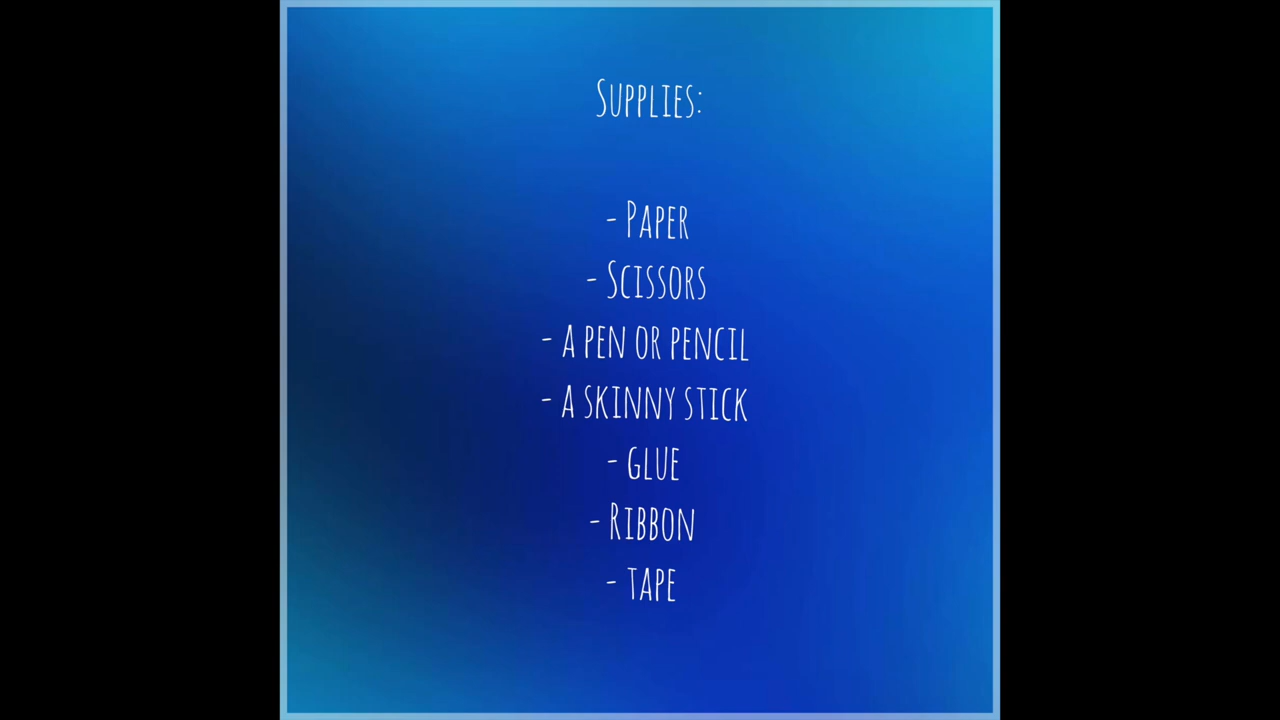 Supplies:
- Paper
- Scissors
- a pen or pencil
- a skinny stick
- glue
- Ribbon
- tape